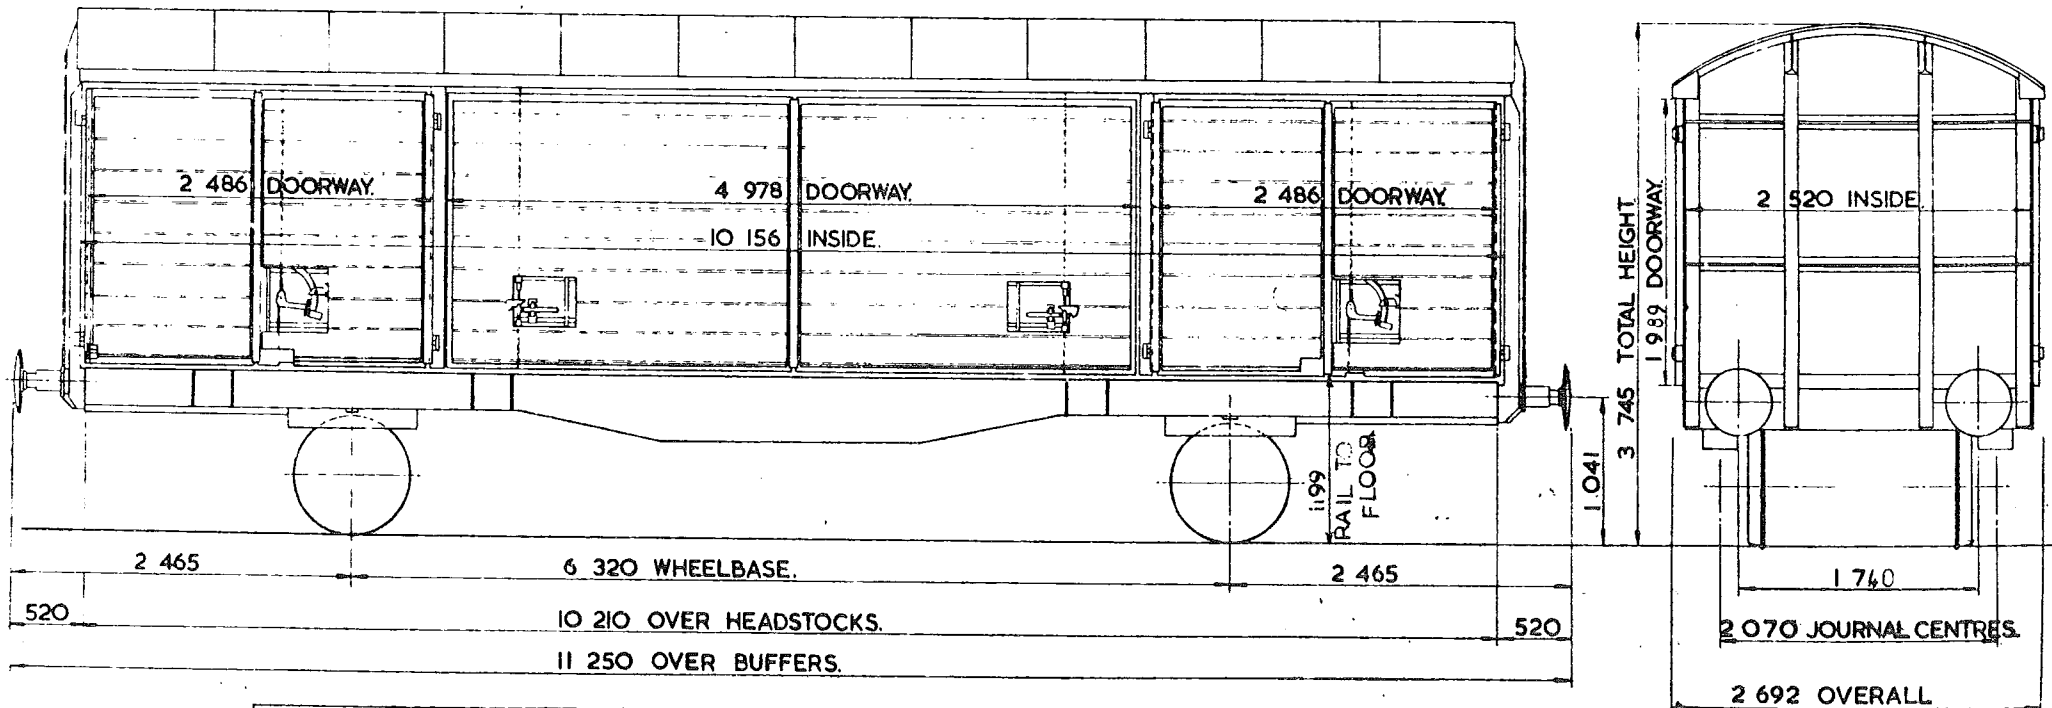 2 486 DOORWAY.
4 978 DOORWAY.
2 486 DOORWAY.
10 156 INSIDE.
1199
RAIL TO
FLOOR
1 041
2 465
6 320 WHEELBASE.
2 465
520
10 210 OVER HEADSTOCKS.
520
11 250 OVER BUFFERS.
3 745 TOTAL HEIGHT
1 989 DOORWAY.
2 520 INSIDE.
1 740
2 070 JOURNAL CENTRES.
2 692 OVERALL